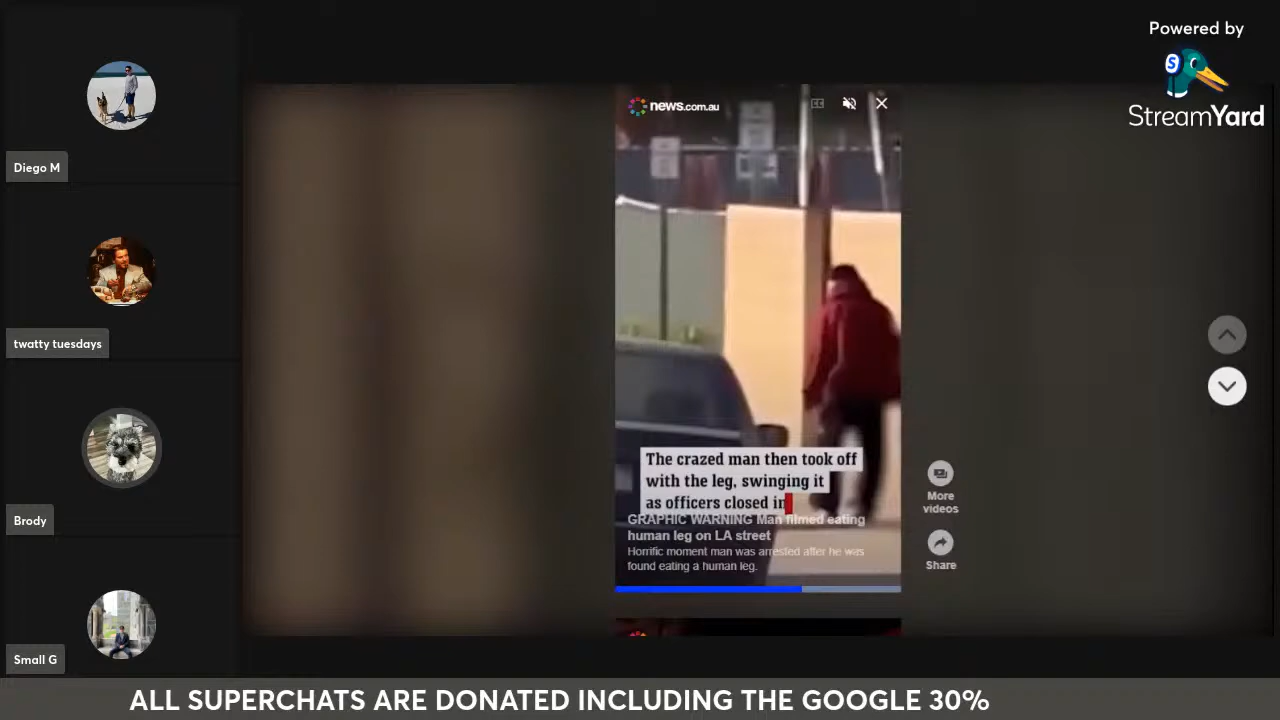 Powered by
StreamYard
Diego M
twatty tuesdays
Brody
Small G
news.com.au
CC
The crazed man then took off
with the leg, swinging it
as officers closed in
GRAPHIC WARNING Man filmed eating
human leg on LA street
Horrific moment man was arrested after he was
found eating a human leg.
More
videos
Share
ALL SUPERCHATS ARE DONATED INCLUDING THE GOOGLE 30%